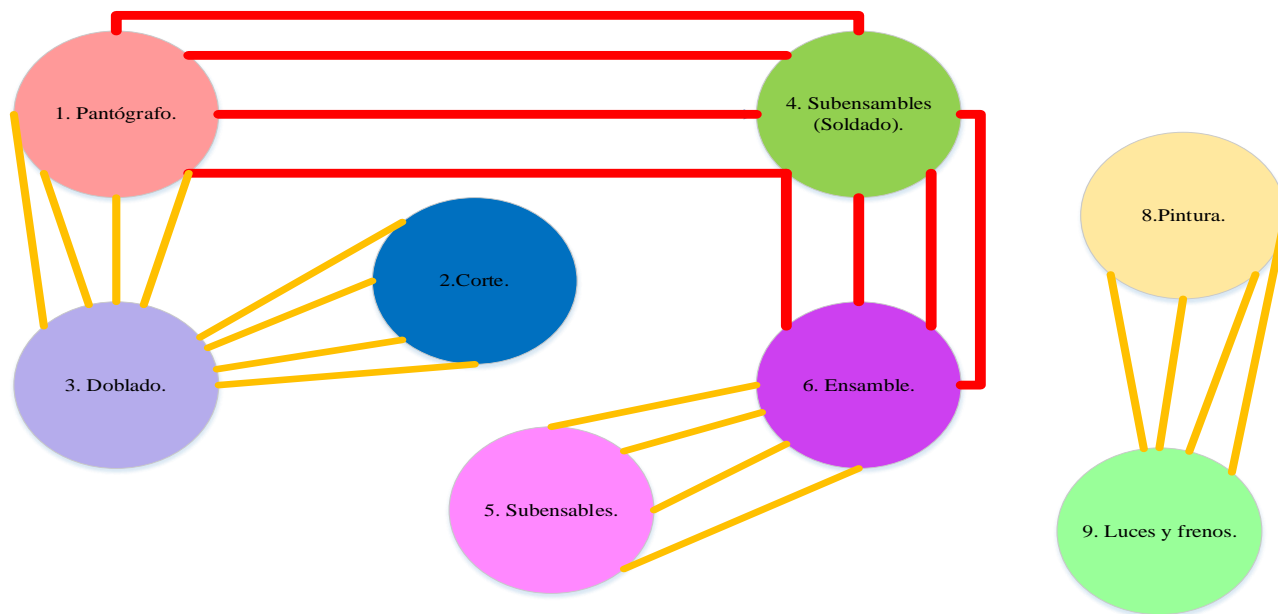 1. Pantógrafo.
4. Subensambles
(Soldado).
8.Pintura.
2.Corte.
3. Doblado.
6. Ensamble.
5. Subensables.
9. Luces y frenos.